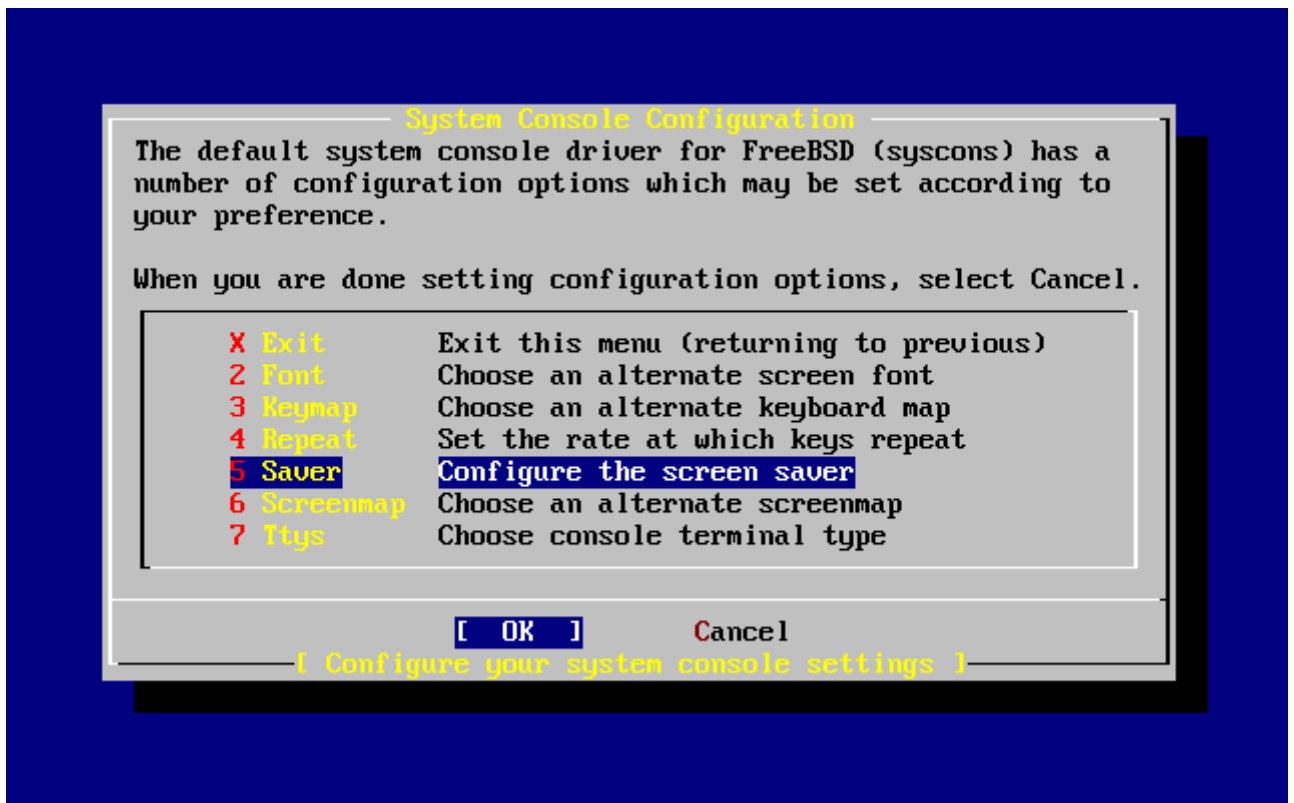 System Console Configuration
The default system console driver for FreeBSD (syscons) has a
number of configuration options which may be set according to
your preference.
When you are done setting configuration options, select Cancel.
X Exit Exit this menu (returning to previous)
2 Font Choose an alternate screen font
3 Keymap Choose an alternate keyboard map
4 Repeat Set the rate at which keys repeat
5 Saver Configure the screen saver
6 Screenmap Choose an alternate screenmap
7 Ttys Choose console terminal type
[ OK ] Cancel
[ Configure your system console settings ]